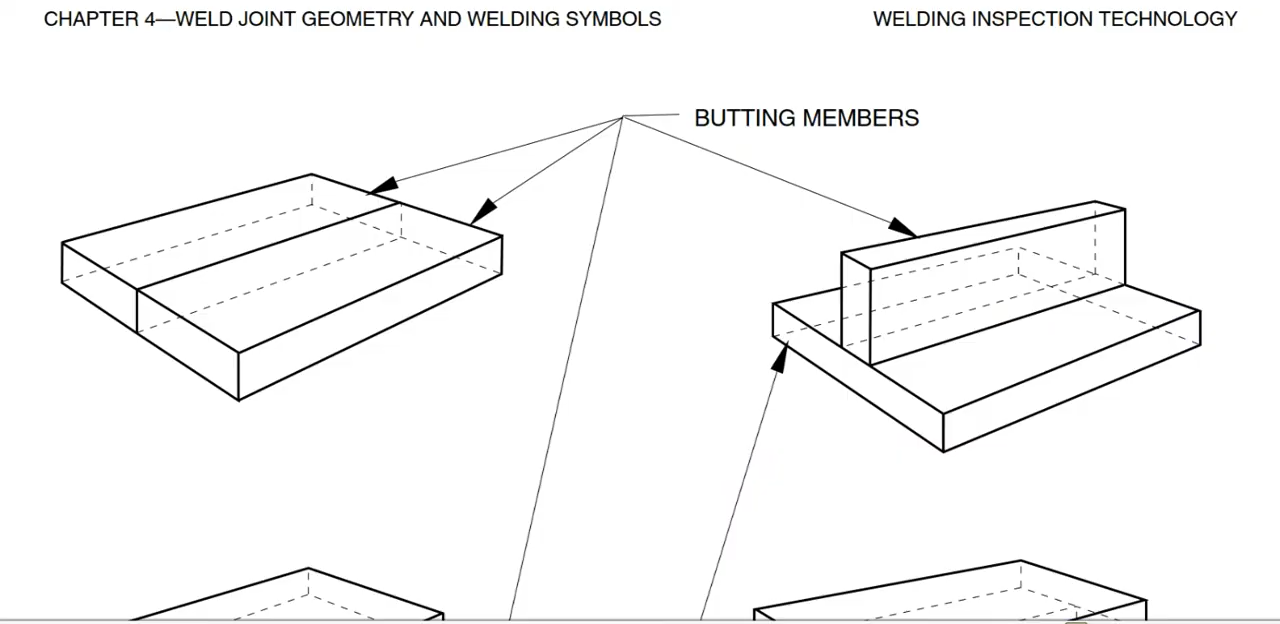 CHAPTER 4—WELD JOINT GEOMETRY AND WELDING SYMBOLS
WELDING INSPECTION TECHNOLOGY
BUTTING MEMBERS